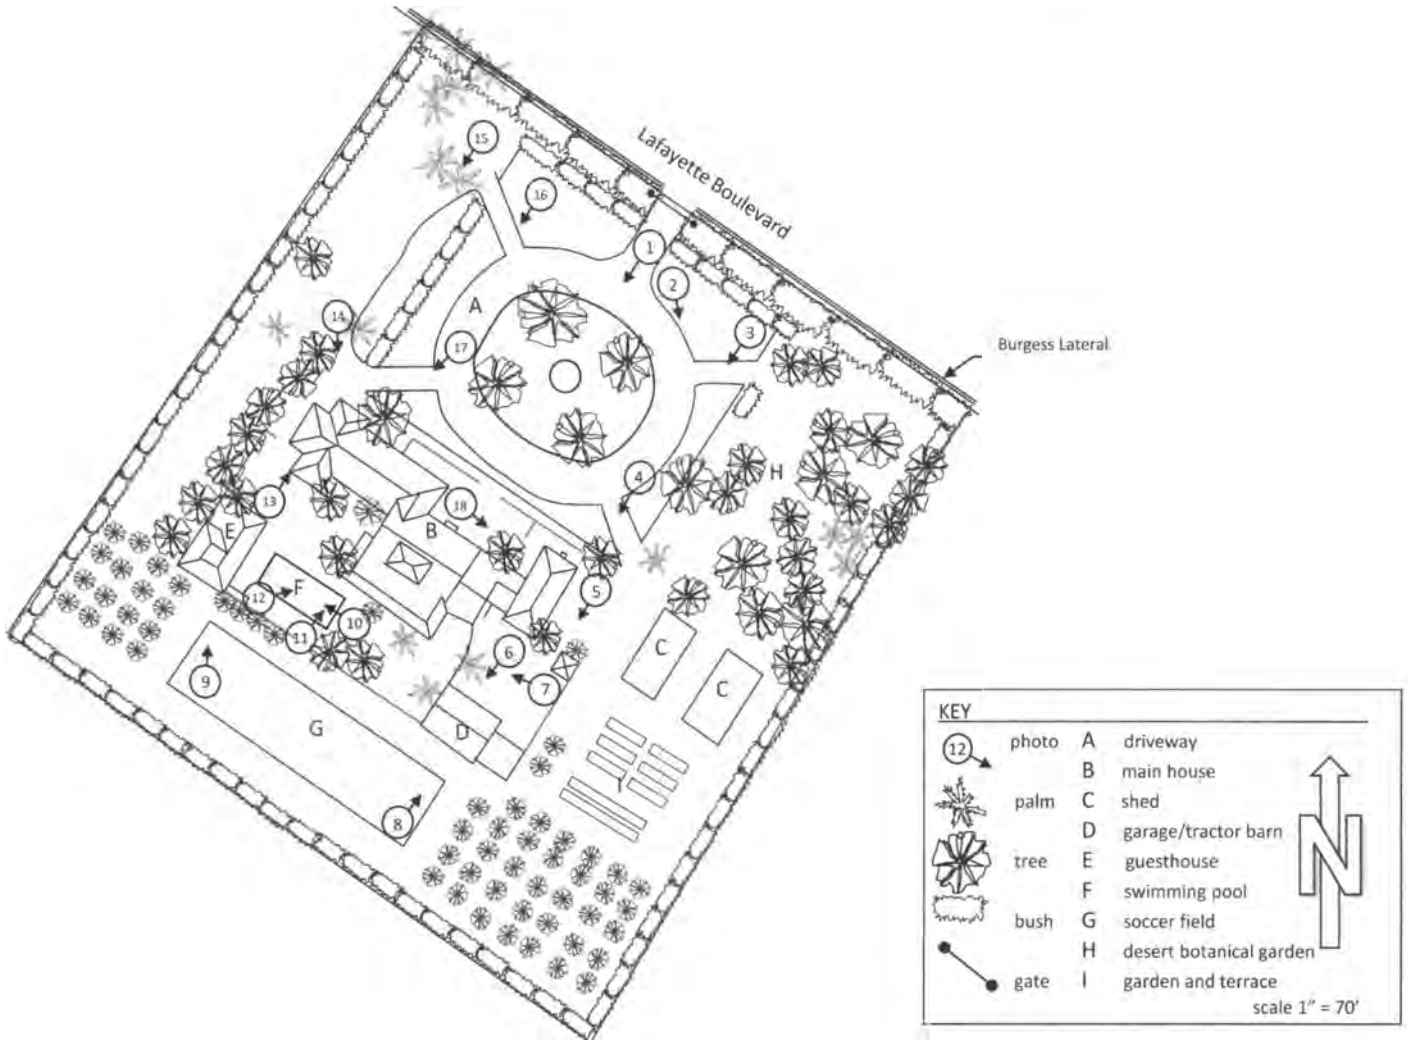 Lafayette Boulevard
Burgess Lateral
15
16
1
2
A
3
14
17
H
4
13
18
E
B
12
F
5
10
11
6
C
7
C
9
G
D
8
I
KEY
12 photo A driveway
B main house
palm C shed
D garage/tractor barn
tree E guesthouse
F swimming pool
bush G soccer field
H desert botanical garden
gate I garden and terrace
N
scale 1" = 70'